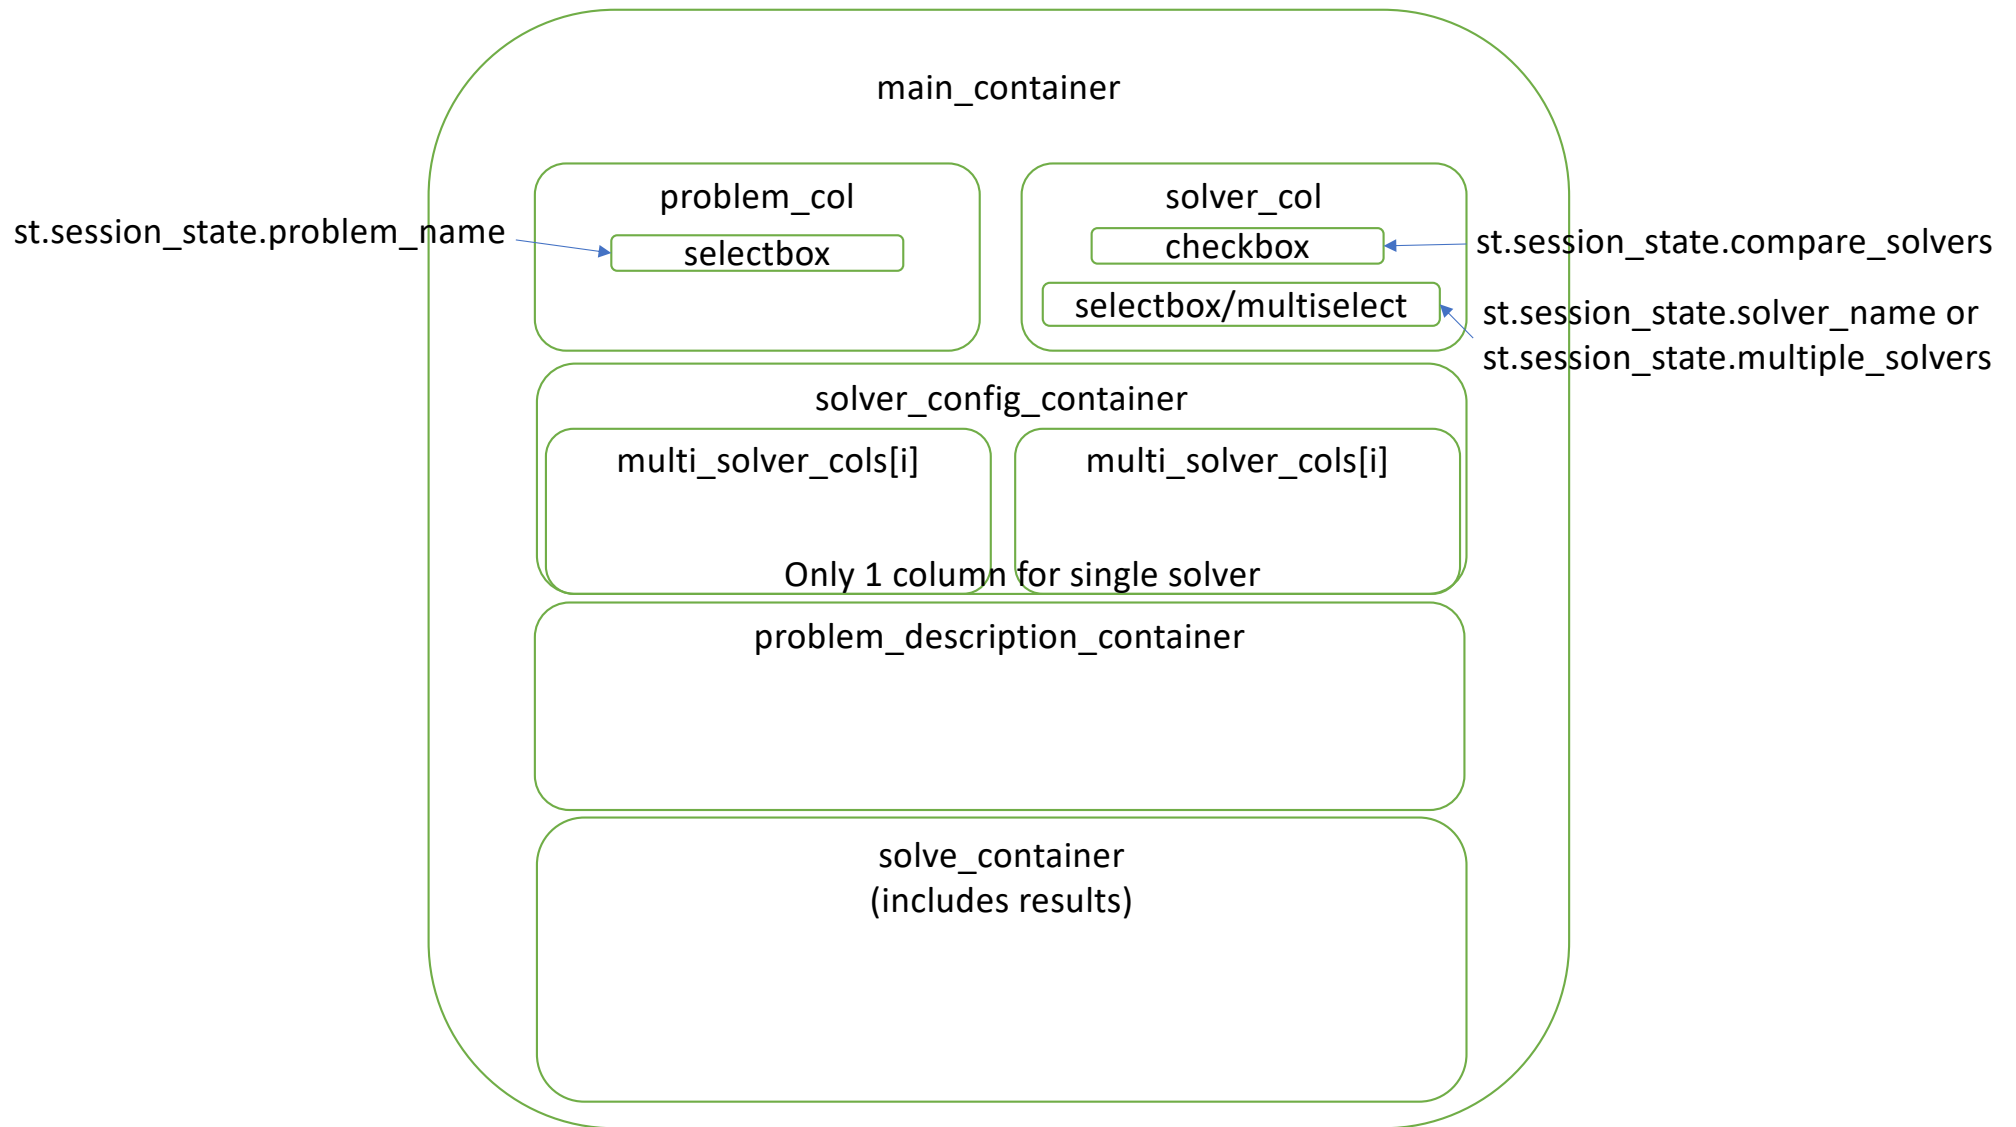 main_container
problem_col
solver_col
st.session_state.problem_name
selectbox
checkbox
st.session_state.compare_solvers
selectbox/multiselect
st.session_state.solver_name or
st.session_state.multiple_solvers
solver_config_container
multi_solver_cols[i]
multi_solver_cols[i]
Only 1 column for single solver
problem_description_container
solve_container
(includes results)